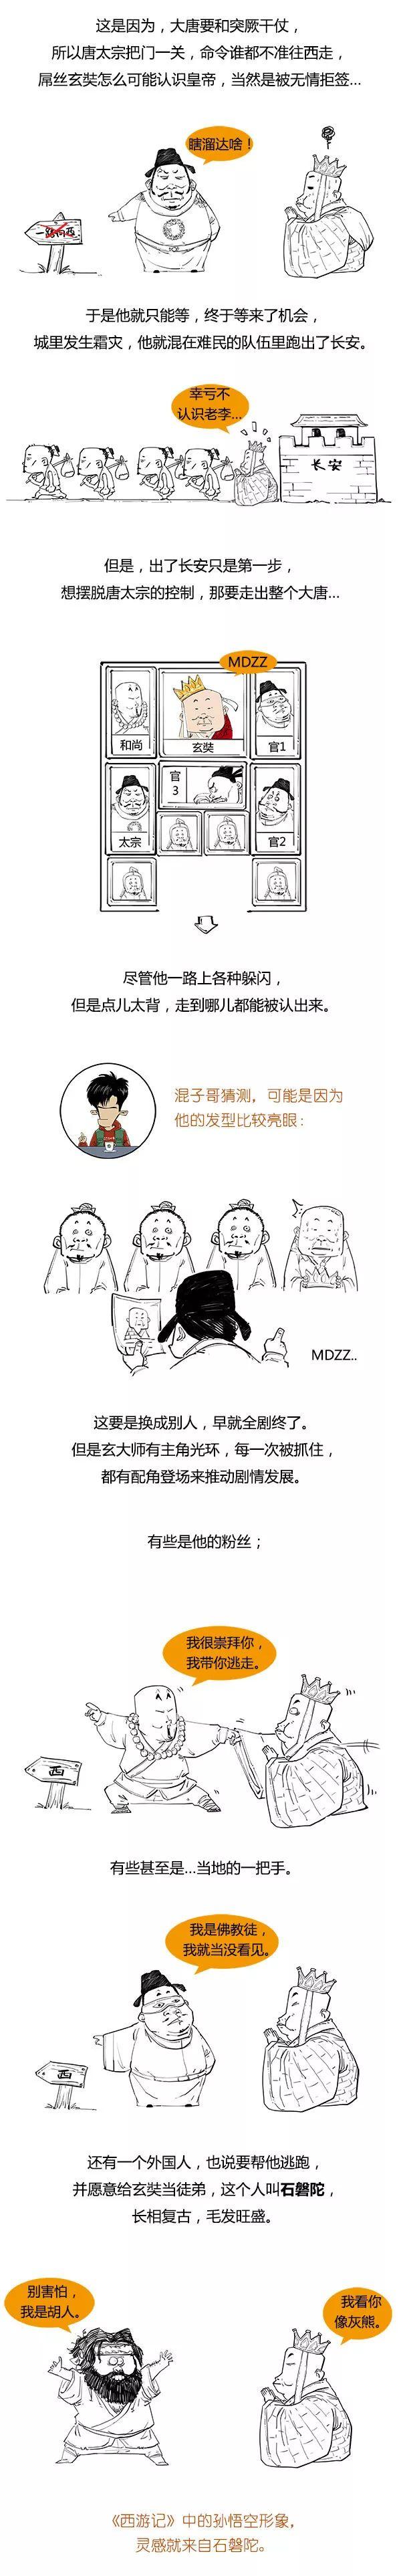 这是因为，大唐要和突厥干仗，
所以唐太宗把门一关，命令谁都不准往西走，
屌丝玄奘怎么可能认识皇帝，当然是被无情拒签...
瞎溜达啥！
一路向西
于是他就只能等，终于等来了机会，
城里发生霜灾，他就混在难民的队伍里跑出了长安。
幸亏不
认识老李...
长安
但是，出了长安只是第一步，
想摆脱唐太宗的控制，那要走出整个大唐...
MDZZ
和尚
玄奘
官1
官
3
太宗
官2
尽管他一路上各种躲闪，
但是点儿太背，走到哪儿都能被认出来。
混子哥猜测，可能是因为
他的发型比较亮眼：
MDZZ..
这要是换成别人，早就全剧终了。
但是玄大师有主角光环，每一次被抓住，
都有配角登场来推动剧情发展。
有些是他的粉丝；
我很崇拜你，
我带你逃走。
西
有些甚至是...当地的一把手。
我是佛教徒，
我就当没看见。
西
还有一个外国人，也说要帮他逃跑，
并愿意给玄奘当徒弟，这个人叫石磐陀，
长相复古，毛发旺盛。
别害怕，
我是胡人。
我看你
像灰熊。
《西游记》中的孙悟空形象，
灵感就来自石磐陀。